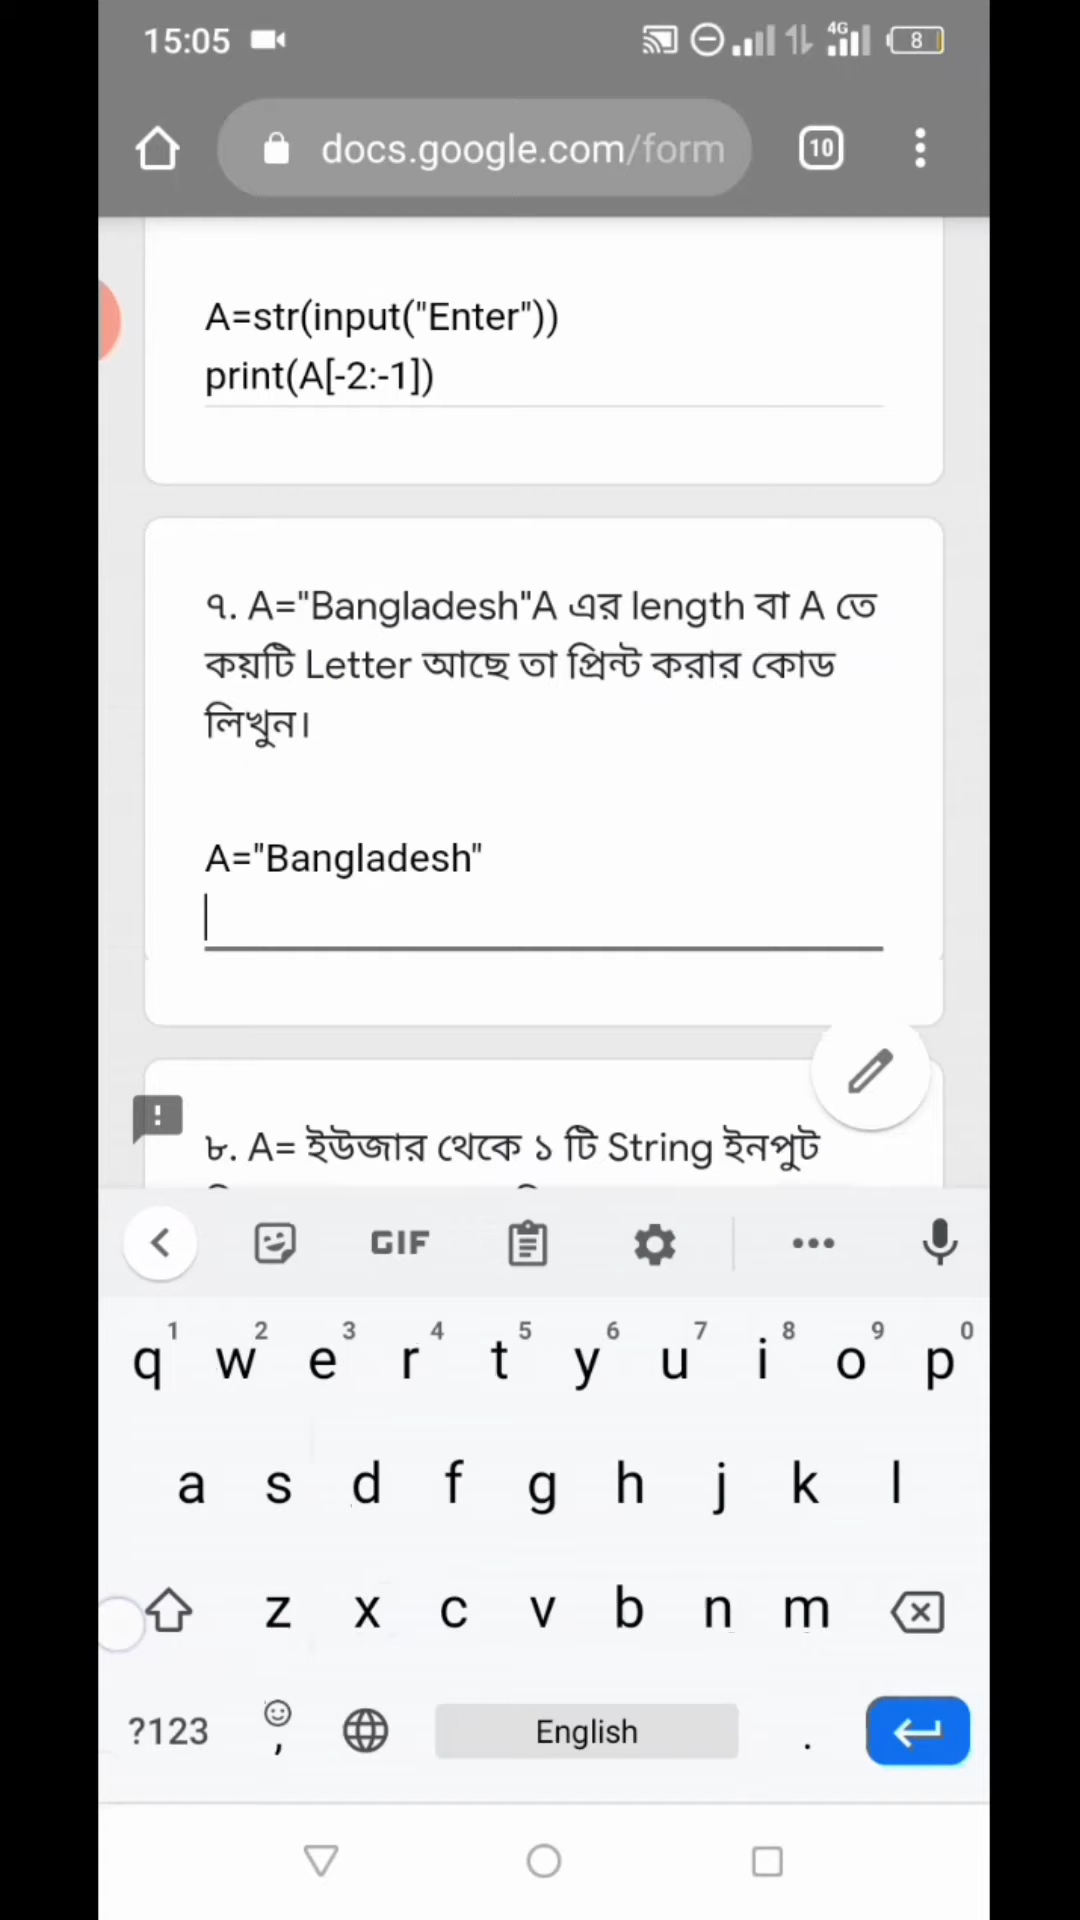 15:05
4G
8
docs.google.com/form
10
A=str(input("Enter"))
print(A[-2:-1])
৭. A="Bangladesh"A এর length বা A তে
কয়টি Letter আছে তা প্রিন্ট করার কোড
লিখুন।
A="Bangladesh"
৮. A= ইউজার থেকে ১ টি String ইনপুট
GIF
1 2 3 4 5 6 7 8 9 0
q w e r t y u i o p
a s d f g h j k l
z x c v b n m
?123 , English .